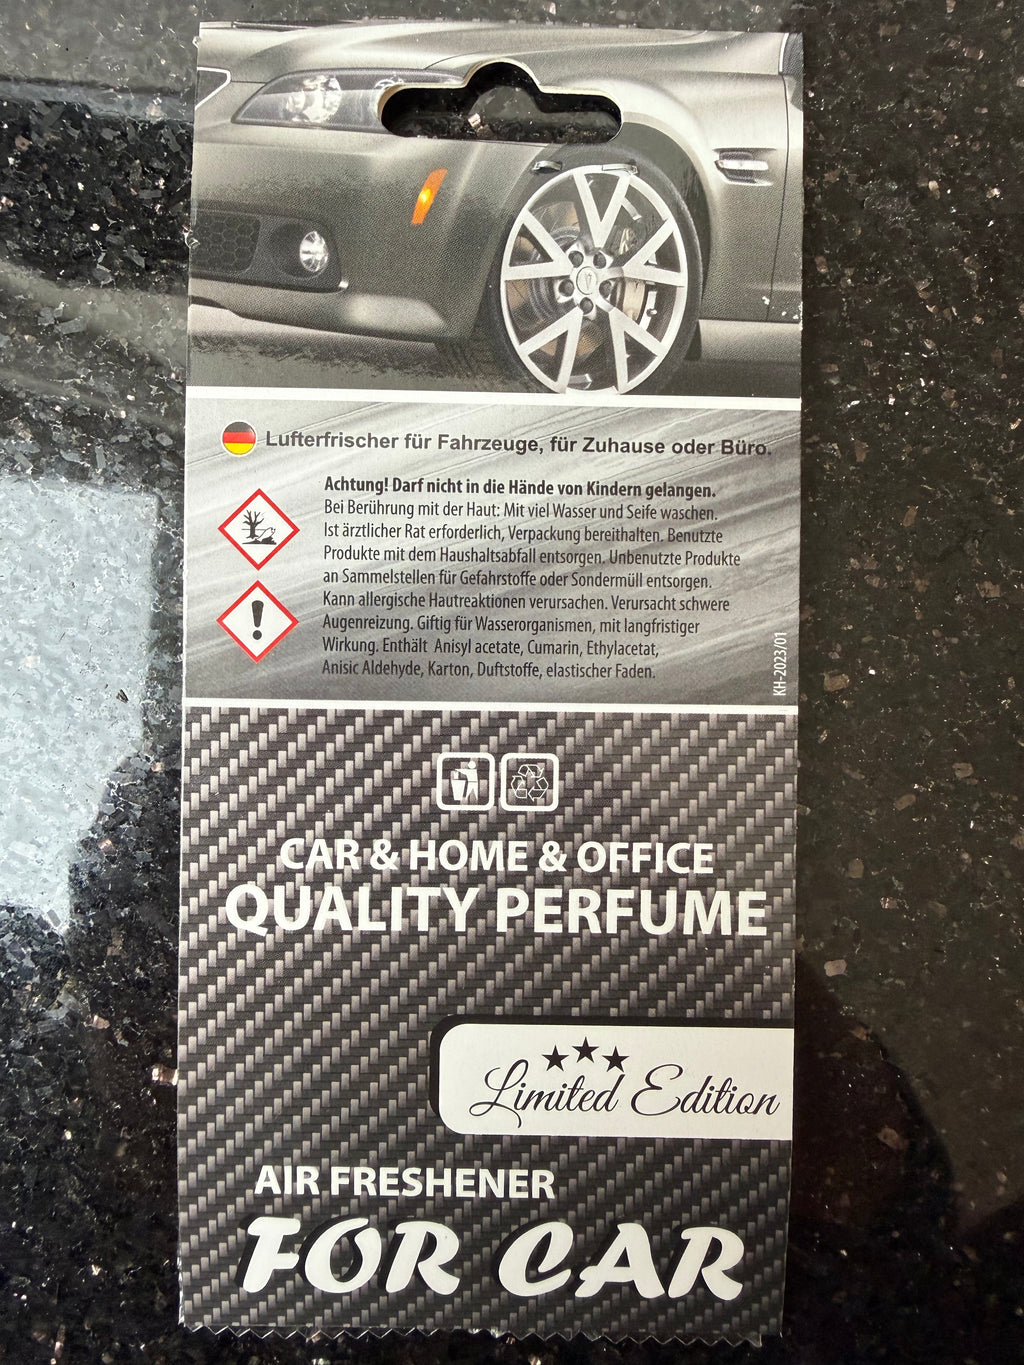 Lufterfrischer für Fahrzeuge, für Zuhause oder Büro.
Achtung! Darf nicht in die Hände von Kindern gelangen.
Bei Berührung mit der Haut: Mit viel Wasser und Seife waschen.
Ist ärztlicher Rat erforderlich, Verpackung bereithalten. Benutzte
Produkte mit dem Haushaltsabfall entsorgen. Unbenutzte Produkte
an Sammelstellen für Gefahrstoffe oder Sondermüll entsorgen.
Kann allergische Hautreaktionen verursachen. Verursacht schwere
Augenreizung. Giftig für Wasserorganismen, mit langfristiger
Wirkung. Enthält Anisyl acetate, Cumarin, Ethylacetat,
Anisic Aldehyde, Karton, Duftstoffe, elastischer Faden.
KH-2023/01
CAR & HOME & OFFICE
QUALITY PERFUME
Limited Edition
AIR FRESHENER
FOR CAR